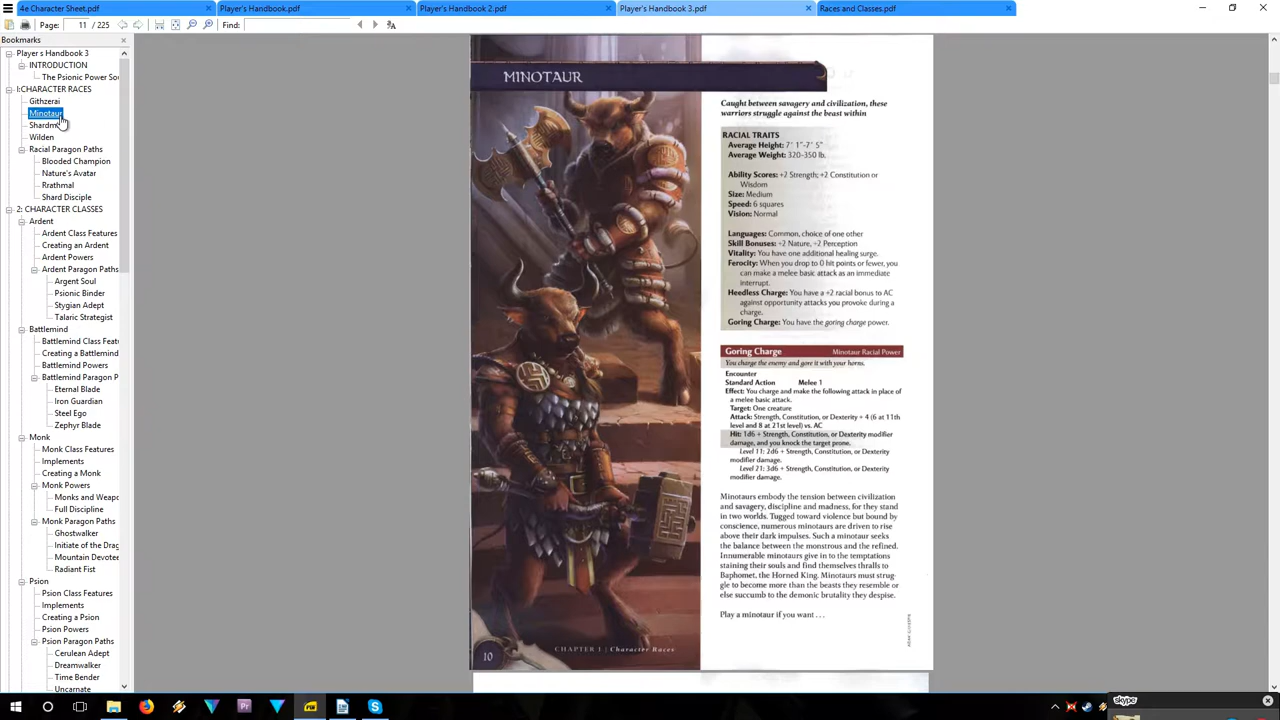 4e Character Sheet.pdf
Player's Handbook.pdf
Player's Handbook 2.pdf
Player's Handbook 3.pdf
Races and Classes.pdf
Page: 11 / 225
Find:
Bookmarks
Player's Handbook 3
INTRODUCTION
The Psionic Power Sou
I:CHARACTER RACES
Githzerai
Minotaur
Shardm
Wilden
Racial Paragon Paths
Blooded Champion
Nature's Avatar
Rathmal
Shard Disciple
2: CHARACTER CLASSES
Ardent
Ardent Class Features
Creating an Ardent
Ardent Powers
Ardent Paragon Paths
Argent Soul
Psionic Binder
Stygian Adept
Talaric Strategist
Battlemind
Battlemind Class Feat
Creating a Battlemind
Battlemind Powers
Battlemind Paragon P
Eternal Blade
Iron Guardian
Steel Ego
Zephyr Blade
Monk
Monk Class Features
Implements
Creating a Monk
Monk Powers
Monks and Weapo
Full Discipline
Monk Paragon Paths
Ghostwalker
Initiate of the Drag
Mountain Devotee
Radiant Fist
Psion
Psion Class Features
Implements
Creating a Psion
Psion Powers
Psion Paragon Paths
Cerulean Adept
Dreamwalker
Time Bender
Uncarnate
MINOTAUR
Caught between savagery and civilization, these
warriors struggle against the beast within
RACIAL TRAITS
Average Height: 7' 1"-7' 5"
Average Weight: 320-350 lb.
Ability Scores: +2 Strength; +2 Constitution or
Wisdom
Size: Medium
Speed: 6 squares
Vision: Normal
Languages: Common, choice of one other
Skill Bonuses: +2 Nature, +2 Perception
Vitality: You have one additional healing surge.
Ferocity: When you drop to 0 hit points or fewer, you
can make a melee basic attack as an immediate
interrupt.
Heedless Charge: You have a +2 racial bonus to AC
against opportunity attacks you provoke during a
charge.
Goring Charge: You have the goring charge power.
Goring Charge Minotaur Racial Power
You charge the enemy and gore it with your horns.
Encounter
Standard Action Melee 1
Effect: You charge and make the following attack in place of
a melee basic attack.
Target: One creature
Attack: Strength, Constitution, or Dexterity + 4 (6 at 11th
level and 8 at 21st level) vs. AC
Hit: 1d6 + Strength, Constitution, or Dexterity modifier
damage, and you knock the target prone.
Level 11: 2d6 + Strength, Constitution, or Dexterity
modifier damage.
Level 21: 3d6 + Strength, Constitution, or Dexterity
modifier damage.
Minotaurs embody the tension between civilization
and savagery, discipline and madness, for they stand
in two worlds. Tugged toward violence but bound by
conscience, numerous minotaurs are driven to rise
above their dark impulses. Such a minotaur seeks
the balance between the monstrous and the refined.
Innumerable minotaurs give in to the temptations
staining their souls and find themselves thralls to
Baphomet, the Horned King. Minotaurs must strug-
gle to become more than the beasts they resemble or
else succumb to the demonic brutality they despise.
Play a minotaur if you want . . .
10
CHAPTER 1 | Character Races
skype